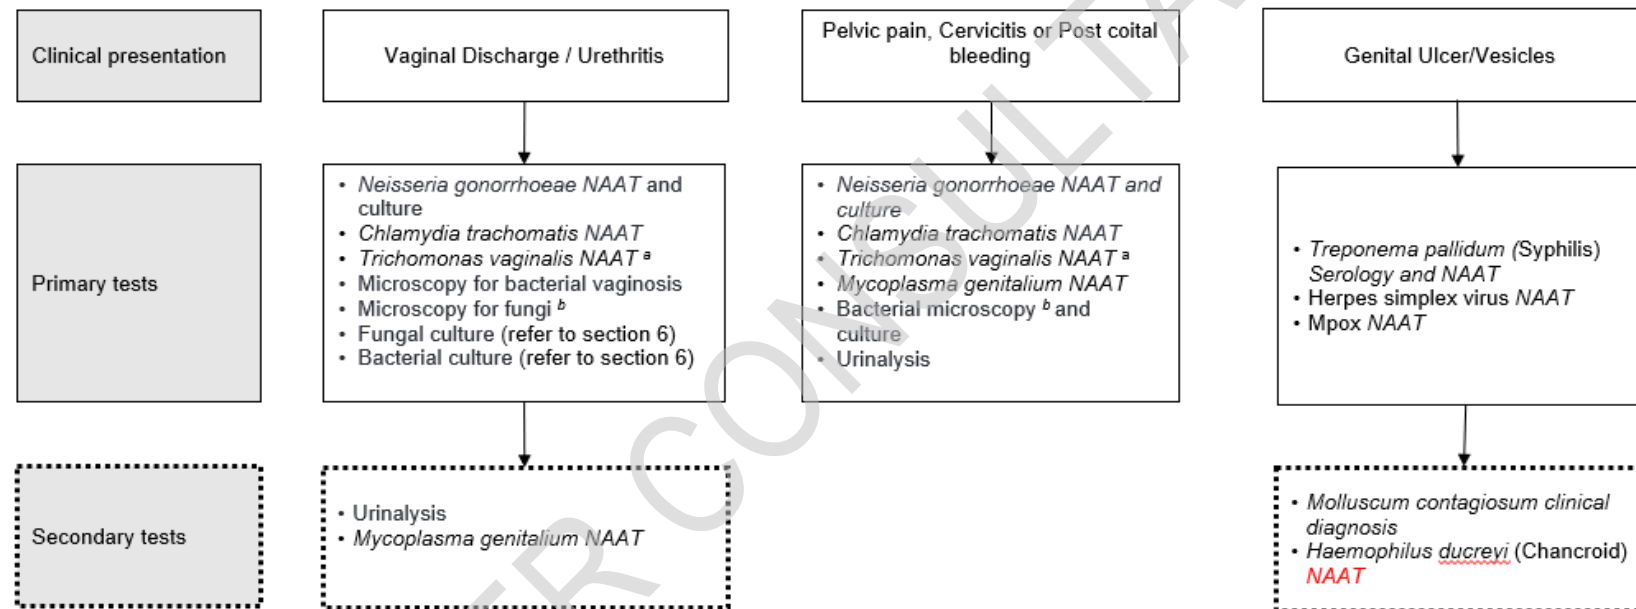 Clinical presentation
Vaginal Discharge / Urethritis
Pelvic pain, Cervicitis or Post coital
bleeding
Genital Ulcer/Vesicles
Primary tests
• Neisseria gonorrhoeae NAAT and
culture
• Chlamydia trachomatis NAAT
• Trichomonas vaginalis NAAT a
• Microscopy for bacterial vaginosis
• Microscopy for fungi b
• Fungal culture (refer to section 6)
• Bacterial culture (refer to section 6)
• Neisseria gonorrhoeae NAAT and
culture
• Chlamydia trachomatis NAAT
• Trichomonas vaginalis NAAT a
• Mycoplasma genitalium NAAT
• Bacterial microscopy b and
culture
• Urinalysis
• Treponema pallidum (Syphilis)
Serology and NAAT
• Herpes simplex virus NAAT
• Mpox NAAT
Secondary tests
• Urinalysis
• Mycoplasma genitalium NAAT
• Molluscum contagiosum clinical
diagnosis
• Haemophilus ducreyi (Chancroid)
NAAT
ER CONSULTA